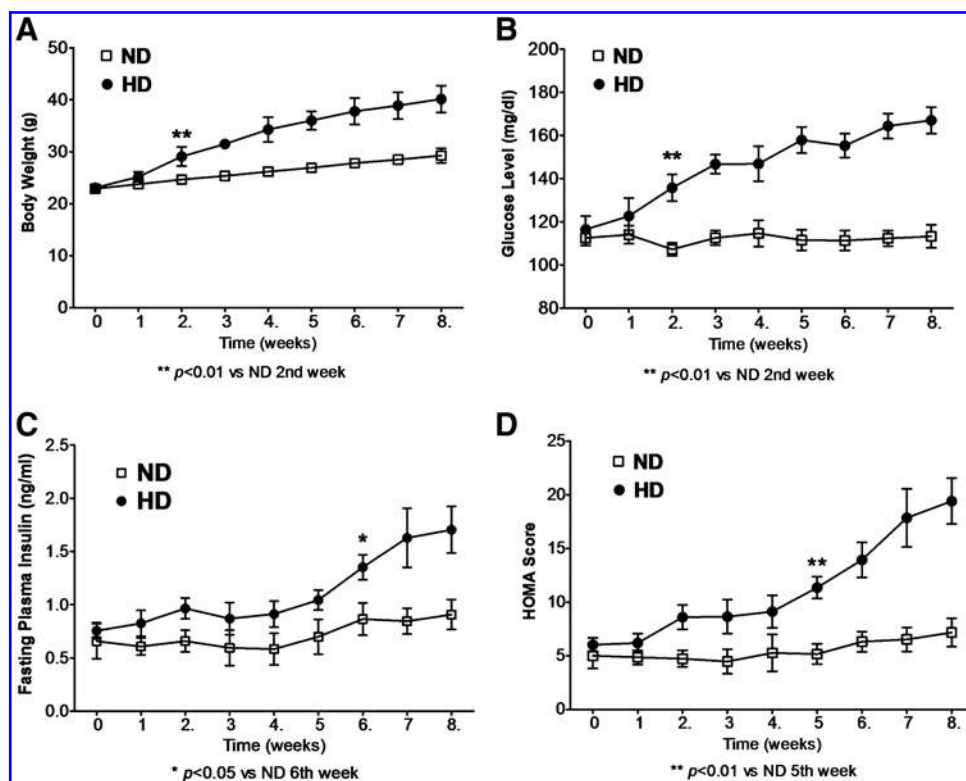 A
ND
HD
Body Weight (g)
50
40
30
20
10
0
**
0 1 2. 3 4. 5 6. 7 8.
Time (weeks)
** p<0.01 vs ND 2nd week
B
ND
HD
Glucose Level (mg/dl)
200
180
160
140
120
100
80
**
0 1 2. 3 4. 5 6. 7 8.
Time (weeks)
** p<0.01 vs ND 2nd week
C
ND
HD
Fasting Plasma Insulin (ng/ml)
2.5
2.0
1.5
1.0
0.5
0.0
*
0 1 2. 3 4. 5 6. 7 8.
Time (weeks)
* p<0.05 vs ND 6th week
D
ND
HD
HOMA Score
25
20
15
10
5
0
**
0 1 2. 3 4. 5 6. 7 8.
Time (weeks)
** p<0.01 vs ND 5th week